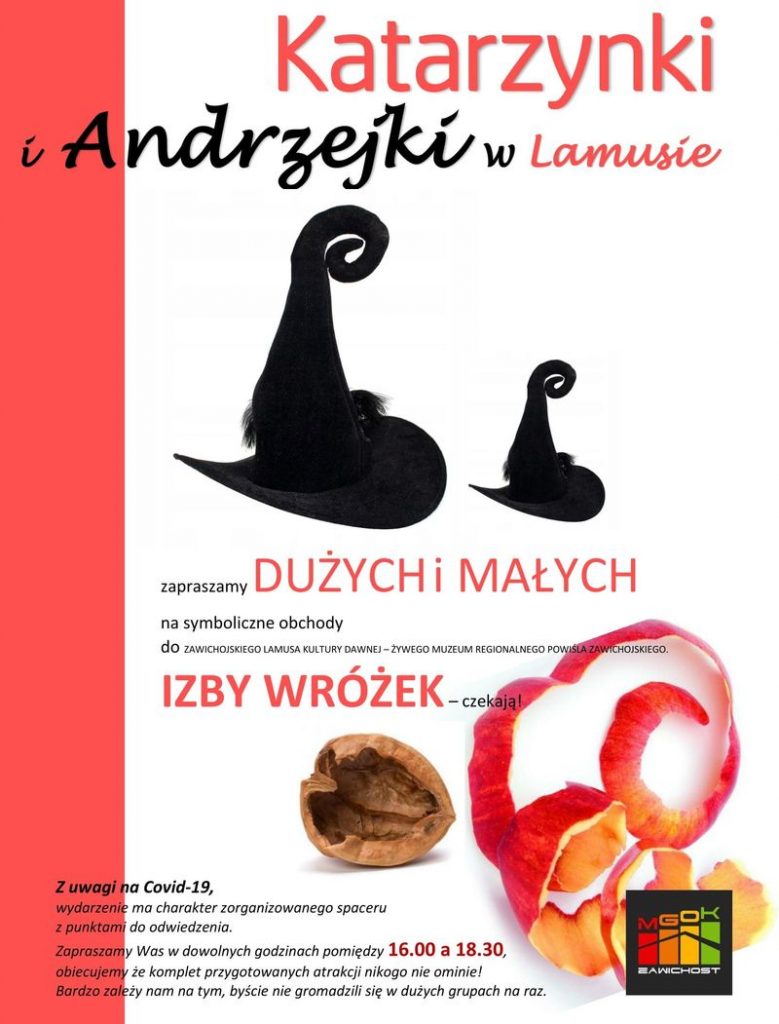 Katarzynki
i Andrzejki w Lamusie
zapraszamy DUŻYCH i MAŁYCH
na symboliczne obchody
do ZAWICHOJSKIEGO LAMUSA KULTURY DAWNEJ – ŻYWEGO MUZEUM REGIONALNEGO POWIŚLA ZAWICHOJSKIEGO.
IZBY WRÓŻEK – czekają!
Z uwagi na Covid-19,
wydarzenie ma charakter zorganizowanego spaceru
z punktami do odwiedzenia.
Zapraszamy Was w dowolnych godzinach pomiędzy 16.00 a 18.30,
obiecujemy że komplet przygotowanych atrakcji nikogo nie ominie!
Bardzo zależy nam na tym, byście nie gromadzili się w dużych grupach na raz.
MGOK
ZAWICHOST